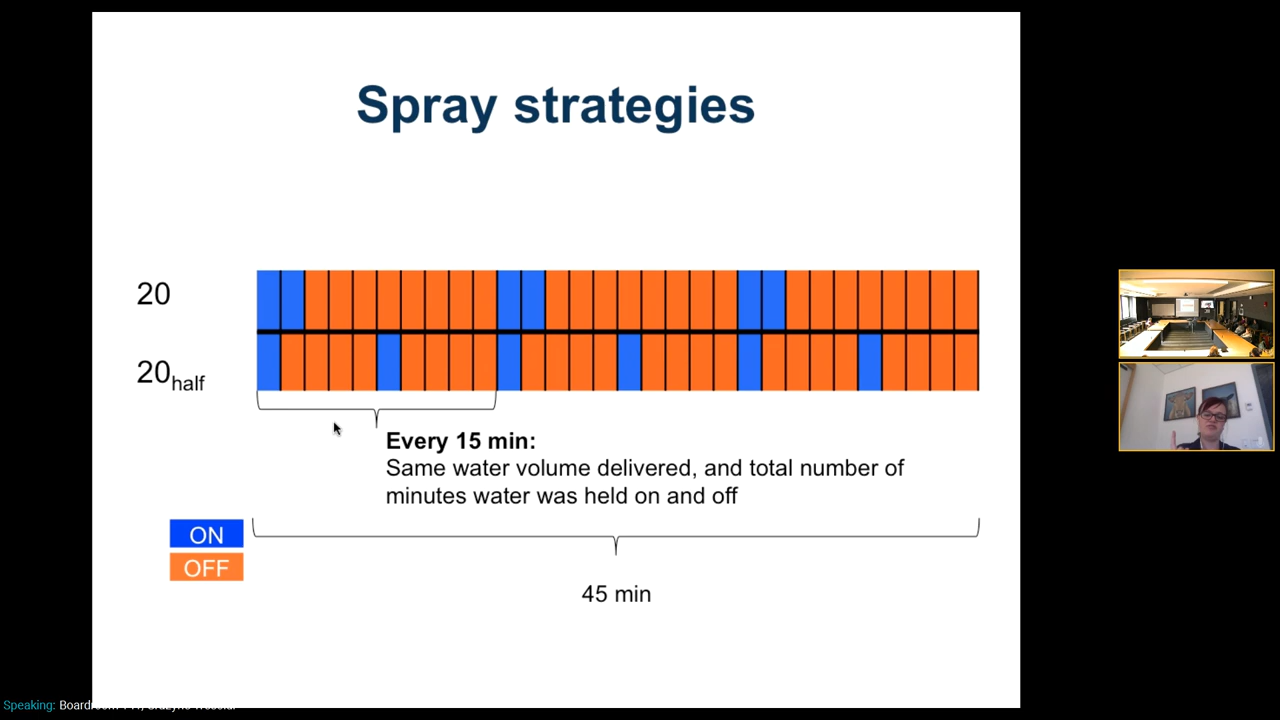 Spray strategies
20
20half
Every 15 min:
Same water volume delivered, and total number of
minutes water was held on and off
ON
OFF
45 min
Speaking: